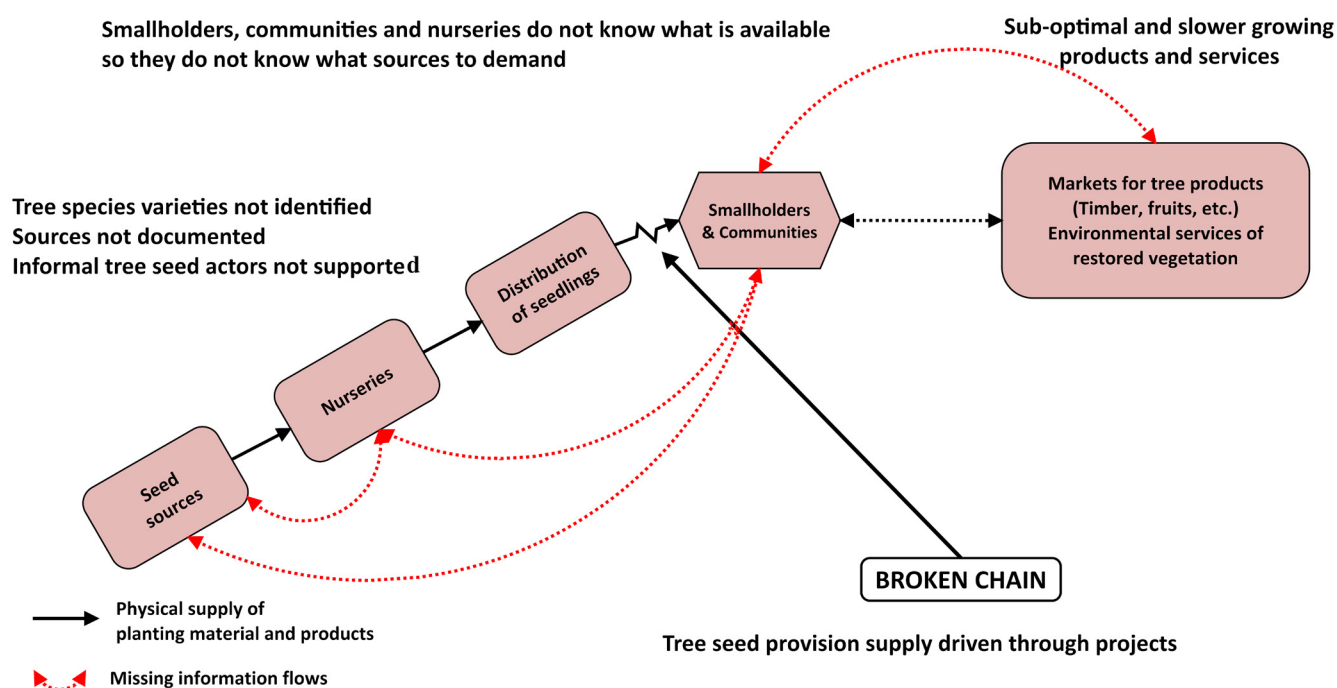 Smallholders, communities and nurseries do not know what is available
so they do not know what sources to demand
Sub-optimal and slower growing
products and services
Tree species varieties not identified
Sources not documented
Informal tree seed actors not supported
Markets for tree products
(Timber, fruits, etc.)
Environmental services of
restored vegetation
Smallholders
& Communities
Distribution
of seedlings
Nurseries
Seed
sources
BROKEN CHAIN
Physical supply of
planting material and products
Tree seed provision supply driven through projects
Missing information flows